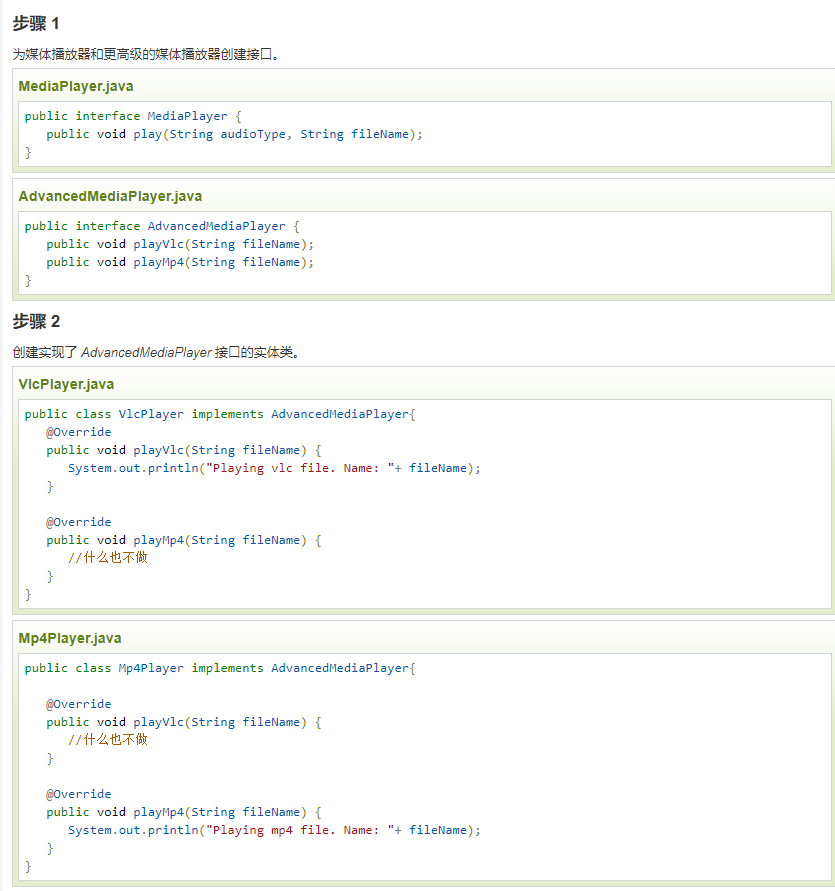 步骤 1
为媒体播放器和更高级的媒体播放器创建接口。
MediaPlayer.java
public interface MediaPlayer {
   public void play(String audioType, String fileName);
}
AdvancedMediaPlayer.java
public interface AdvancedMediaPlayer {
   public void playVlc(String fileName);
   public void playMp4(String fileName);
}
步骤 2
创建实现了 AdvancedMediaPlayer 接口的实体类。
VlcPlayer.java
public class VlcPlayer implements AdvancedMediaPlayer{
   @Override
   public void playVlc(String fileName) {
      System.out.println("Playing vlc file. Name: "+ fileName);
   }

   @Override
   public void playMp4(String fileName) {
      //什么也不做
   }
}
Mp4Player.java
public class Mp4Player implements AdvancedMediaPlayer{

   @Override
   public void playVlc(String fileName) {
      //什么也不做
   }

   @Override
   public void playMp4(String fileName) {
      System.out.println("Playing mp4 file. Name: "+ fileName);
   }
}